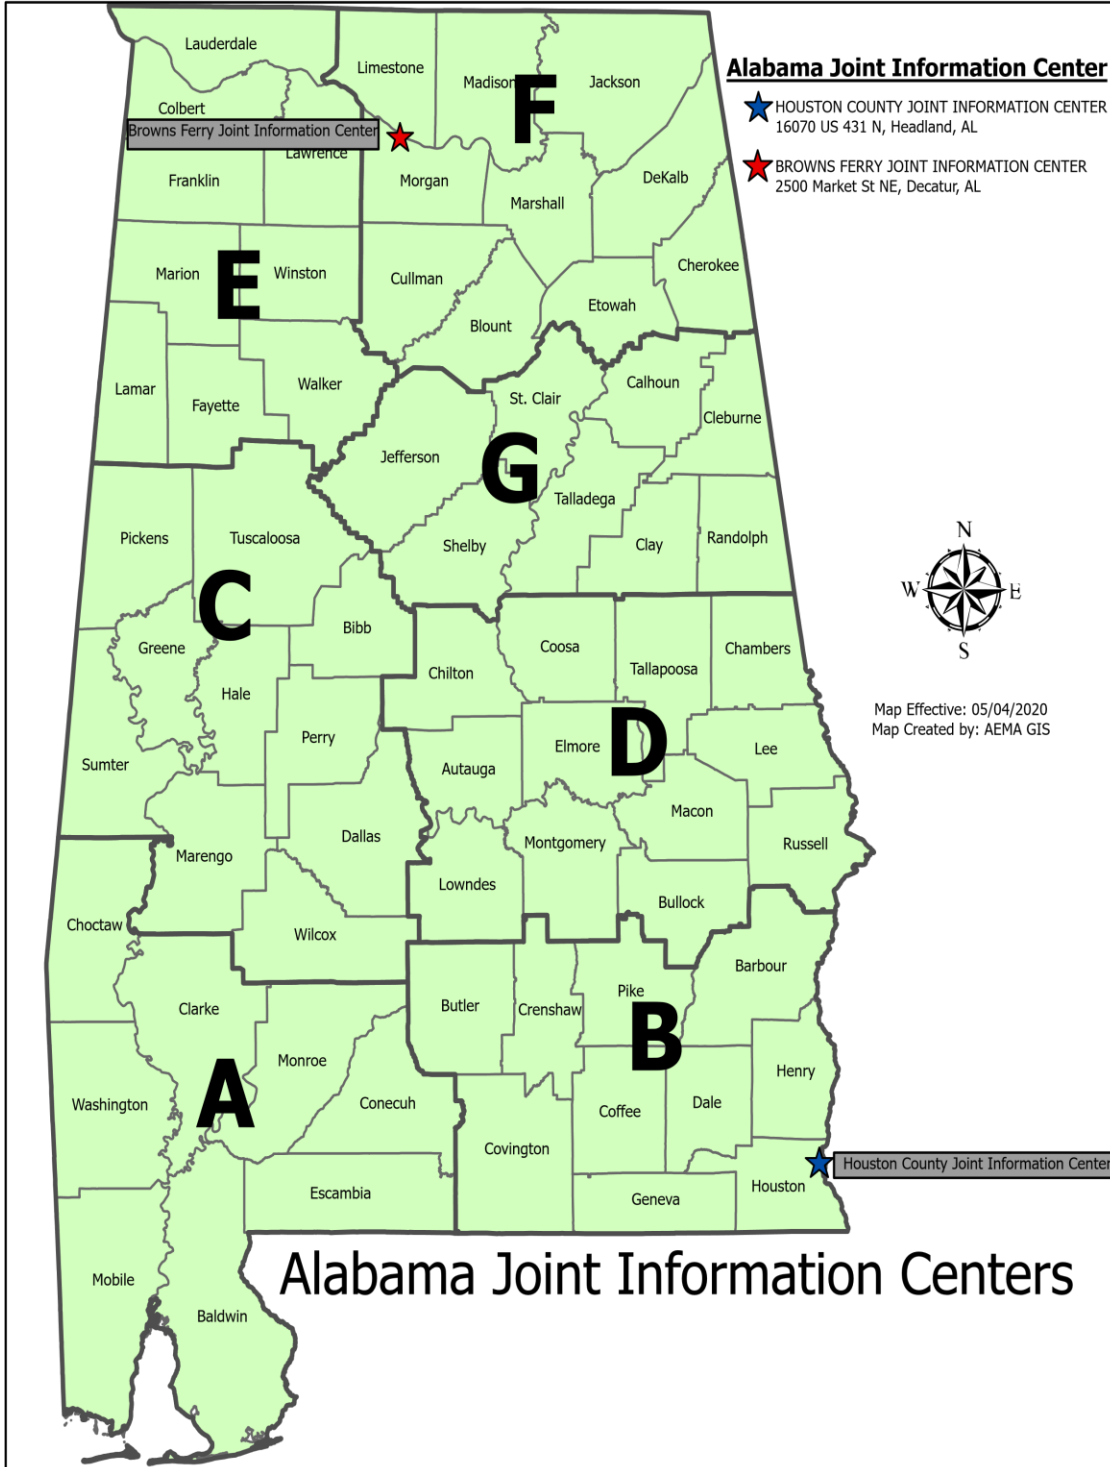 Lauderdale
Limestone
Madison
Jackson
Alabama Joint Information Center
HOUSTON COUNTY JOINT INFORMATION CENTER
16070 US 431 N, Headland, AL
BROWNS FERRY JOINT INFORMATION CENTER
2500 Market St NE, Decatur, AL
Colbert
F
Browns Ferry Joint Information Center
Lawrence
Franklin
Morgan
DeKalb
Marshall
Marion
E
Winston
Cullman
Cherokee
Etowah
Blount
Lamar
Fayette
Walker
St. Clair
Calhoun
Cleburne
Jefferson
G
Talladega
Pickens
Tuscaloosa
Shelby
Clay
Randolph
N
W
E
S
C
Bibb
Greene
Hale
Chilton
Coosa
Tallapoosa
Chambers
Map Effective: 05/04/2020
Map Created by: AEMA GIS
Perry
Sumter
Autauga
Elmore
D
Lee
Macon
Dallas
Marengo
Montgomery
Russell
Lowndes
Bullock
Choctaw
Wilcox
Barbour
Clarke
Butler
Crenshaw
Pike
B
Monroe
Henry
Washington
A
Conecuh
Coffee
Dale
Covington
Houston County Joint Information Center
Escambia
Geneva
Houston
Alabama Joint Information Centers
Mobile
Baldwin